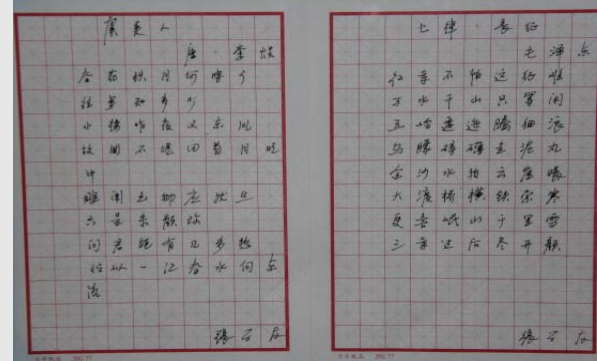 虞美人
唐·李煜
春花秋月何时了
往事知多少
小楼昨夜又东风
故国不堪回首月明
中
雕阑玉砌应犹在
只是朱颜改
问君能有几多愁
恰似一江春水向东
流
張
七律·长征
毛泽东
红军不怕远征难
万水千山只等闲
五岭逶迤腾细浪
乌蒙磅礴走泥丸
金沙水拍云崖暖
大渡桥横铁索寒
更喜岷山千里雪
三军过后尽开颜
張